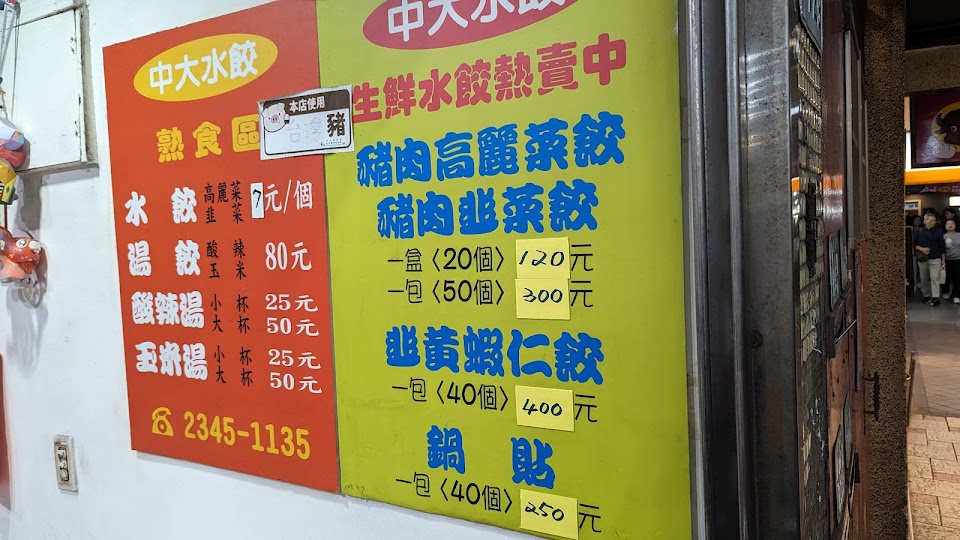 中大水餃
熟食區
水餃 高麗菜 韭菜 7元/個
湯餃 酸辣 玉米 80元
酸辣湯 小杯 25元
大杯 50元
玉米湯 小杯 25元
大杯 50元
☎ 2345-1135
本店使用
台灣豬
中大水餃
生鮮水餃熱賣中
豬肉高麗菜餃
豬肉韭菜餃
一盒〈20個〉120元
一包〈50個〉300元
韭黃蝦仁餃
一包〈40個〉400元
鍋貼
一包〈40個〉250元